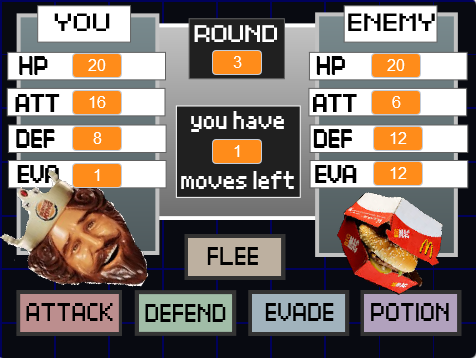 YOU
HP 20
ATT 16
DEF 8
EVA 1
ROUND
3
you have
1
moves left
ENEMY
HP 20
ATT 6
DEF 12
EVA 12
FLEE
ATTACK
DEFEND
EVADE
POTION